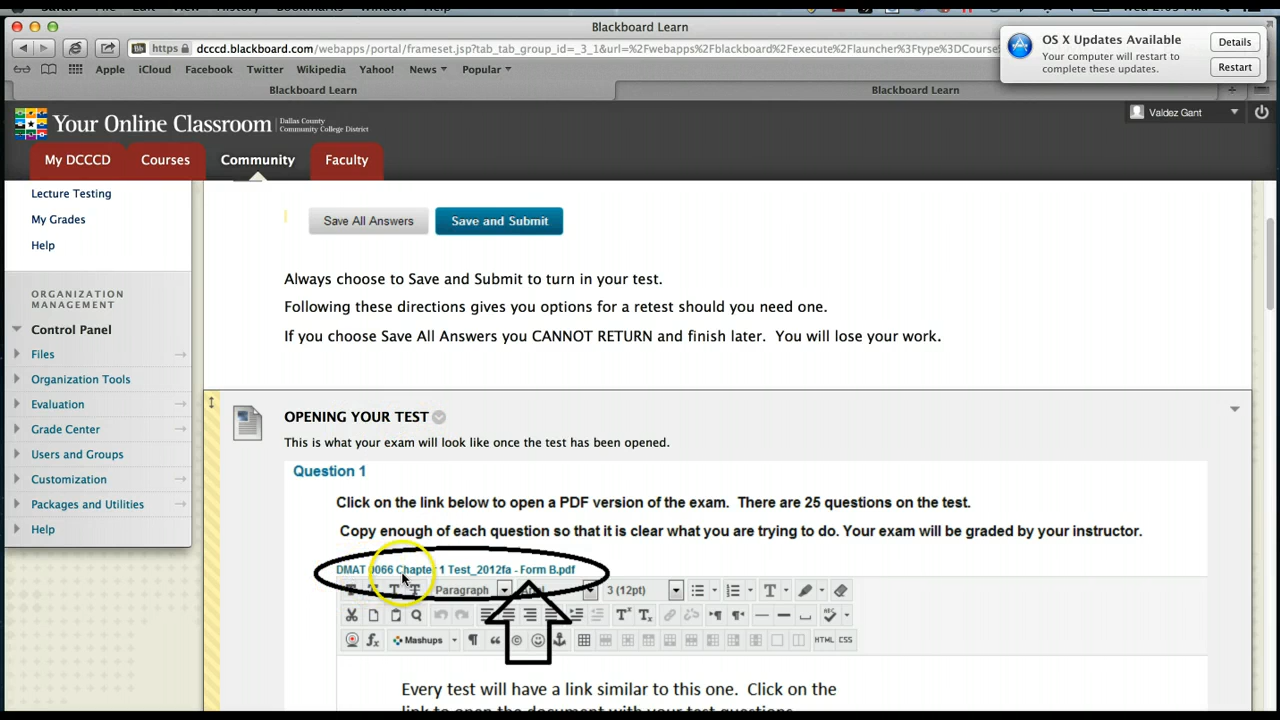 Blackboard Learn
https dcccd.blackboard.com/webapps/portal/frameset.jsp?tab_tab_group_id=_3_1&url=%2Fwebapps%2Fblackboard%2Fexecute%2Flauncher%3Ftype%3DCours
OS X Updates Available
Your computer will restart to
complete these updates.
Details
Restart
Apple iCloud Facebook Twitter Wikipedia Yahoo! News Popular
Blackboard Learn Blackboard Learn
Your Online Classroom
Dallas County
Community College District
Valdez Gant
My DCCCD Courses Community Faculty
Lecture Testing
My Grades
Help
ORGANIZATION
MANAGEMENT
Control Panel
Files
Organization Tools
Evaluation
Grade Center
Users and Groups
Customization
Packages and Utilities
Help
Save All Answers Save and Submit
Always choose to Save and Submit to turn in your test.
Following these directions gives you options for a retest should you need one.
If you choose Save All Answers you CANNOT RETURN and finish later. You will lose your work.
OPENING YOUR TEST
This is what your exam will look like once the test has been opened.
Question 1
Click on the link below to open a PDF version of the exam. There are 25 questions on the test.
Copy enough of each question so that it is clear what you are trying to do. Your exam will be graded by your instructor.
DMAT 0066 Chapter 1 Test_2012fa - Form B.pdf
Paragraph 3 (12pt)
Mashups HTML CSS
Every test will have a link similar to this one. Click on the
link to open the document with your test questions.